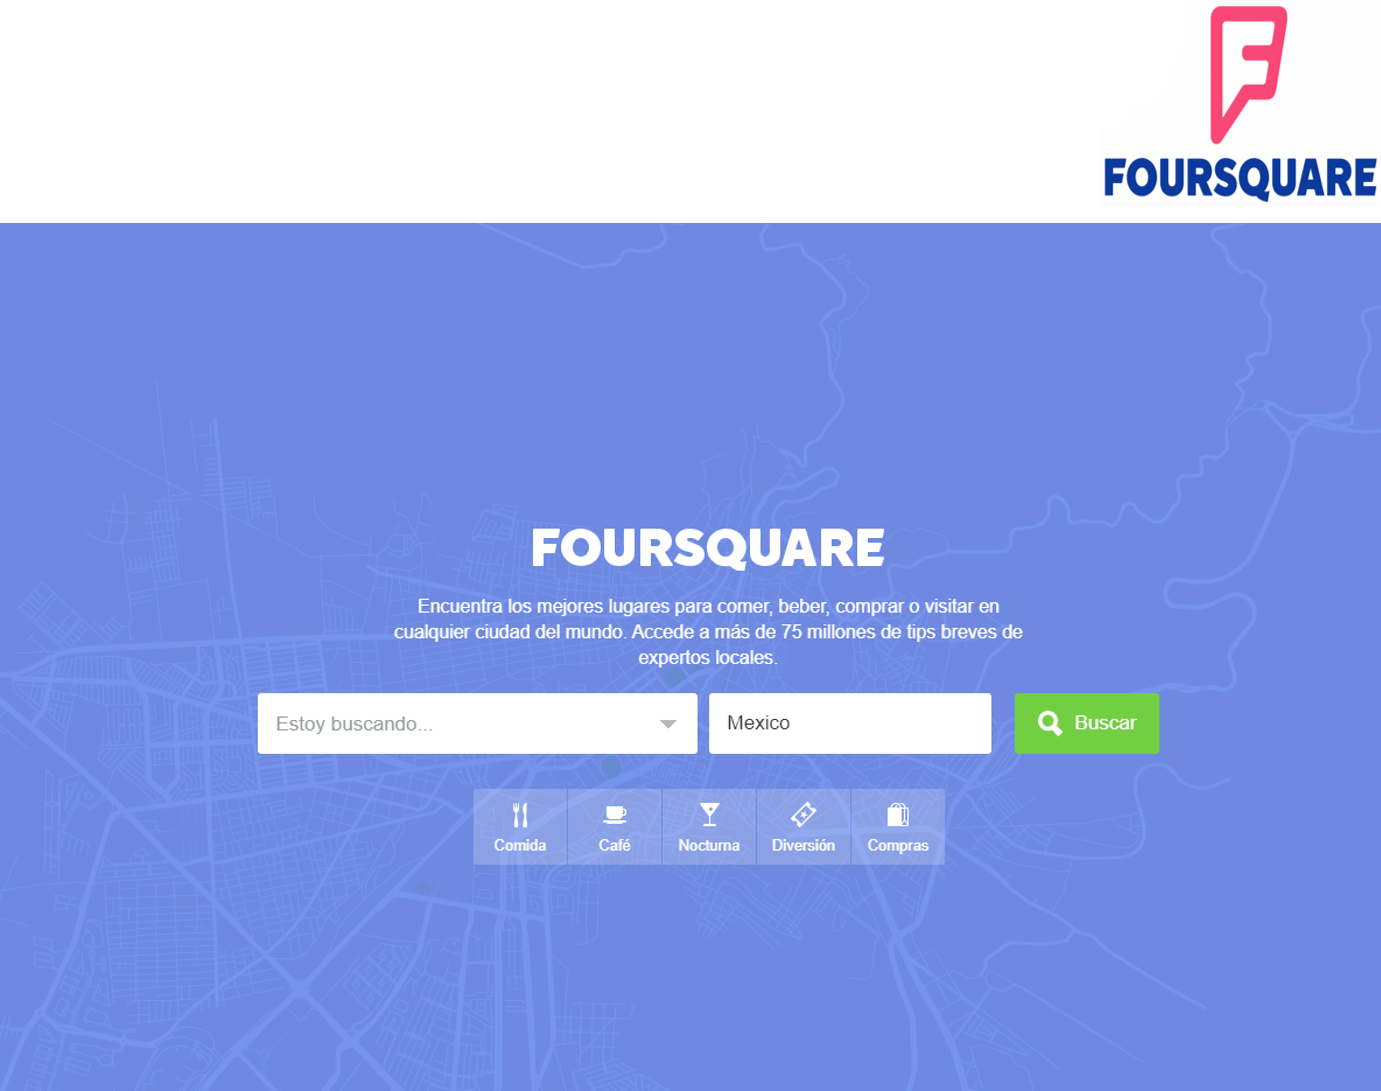 FOURSQUARE
FOURSQUARE
Encuentra los mejores lugares para comer, beber, comprar o visitar en
cualquier ciudad del mundo. Accede a más de 75 millones de tips breves de
expertos locales.
Estoy buscando...
Mexico
Buscar
Comida
Café
Nocturna
Diversión
Compras